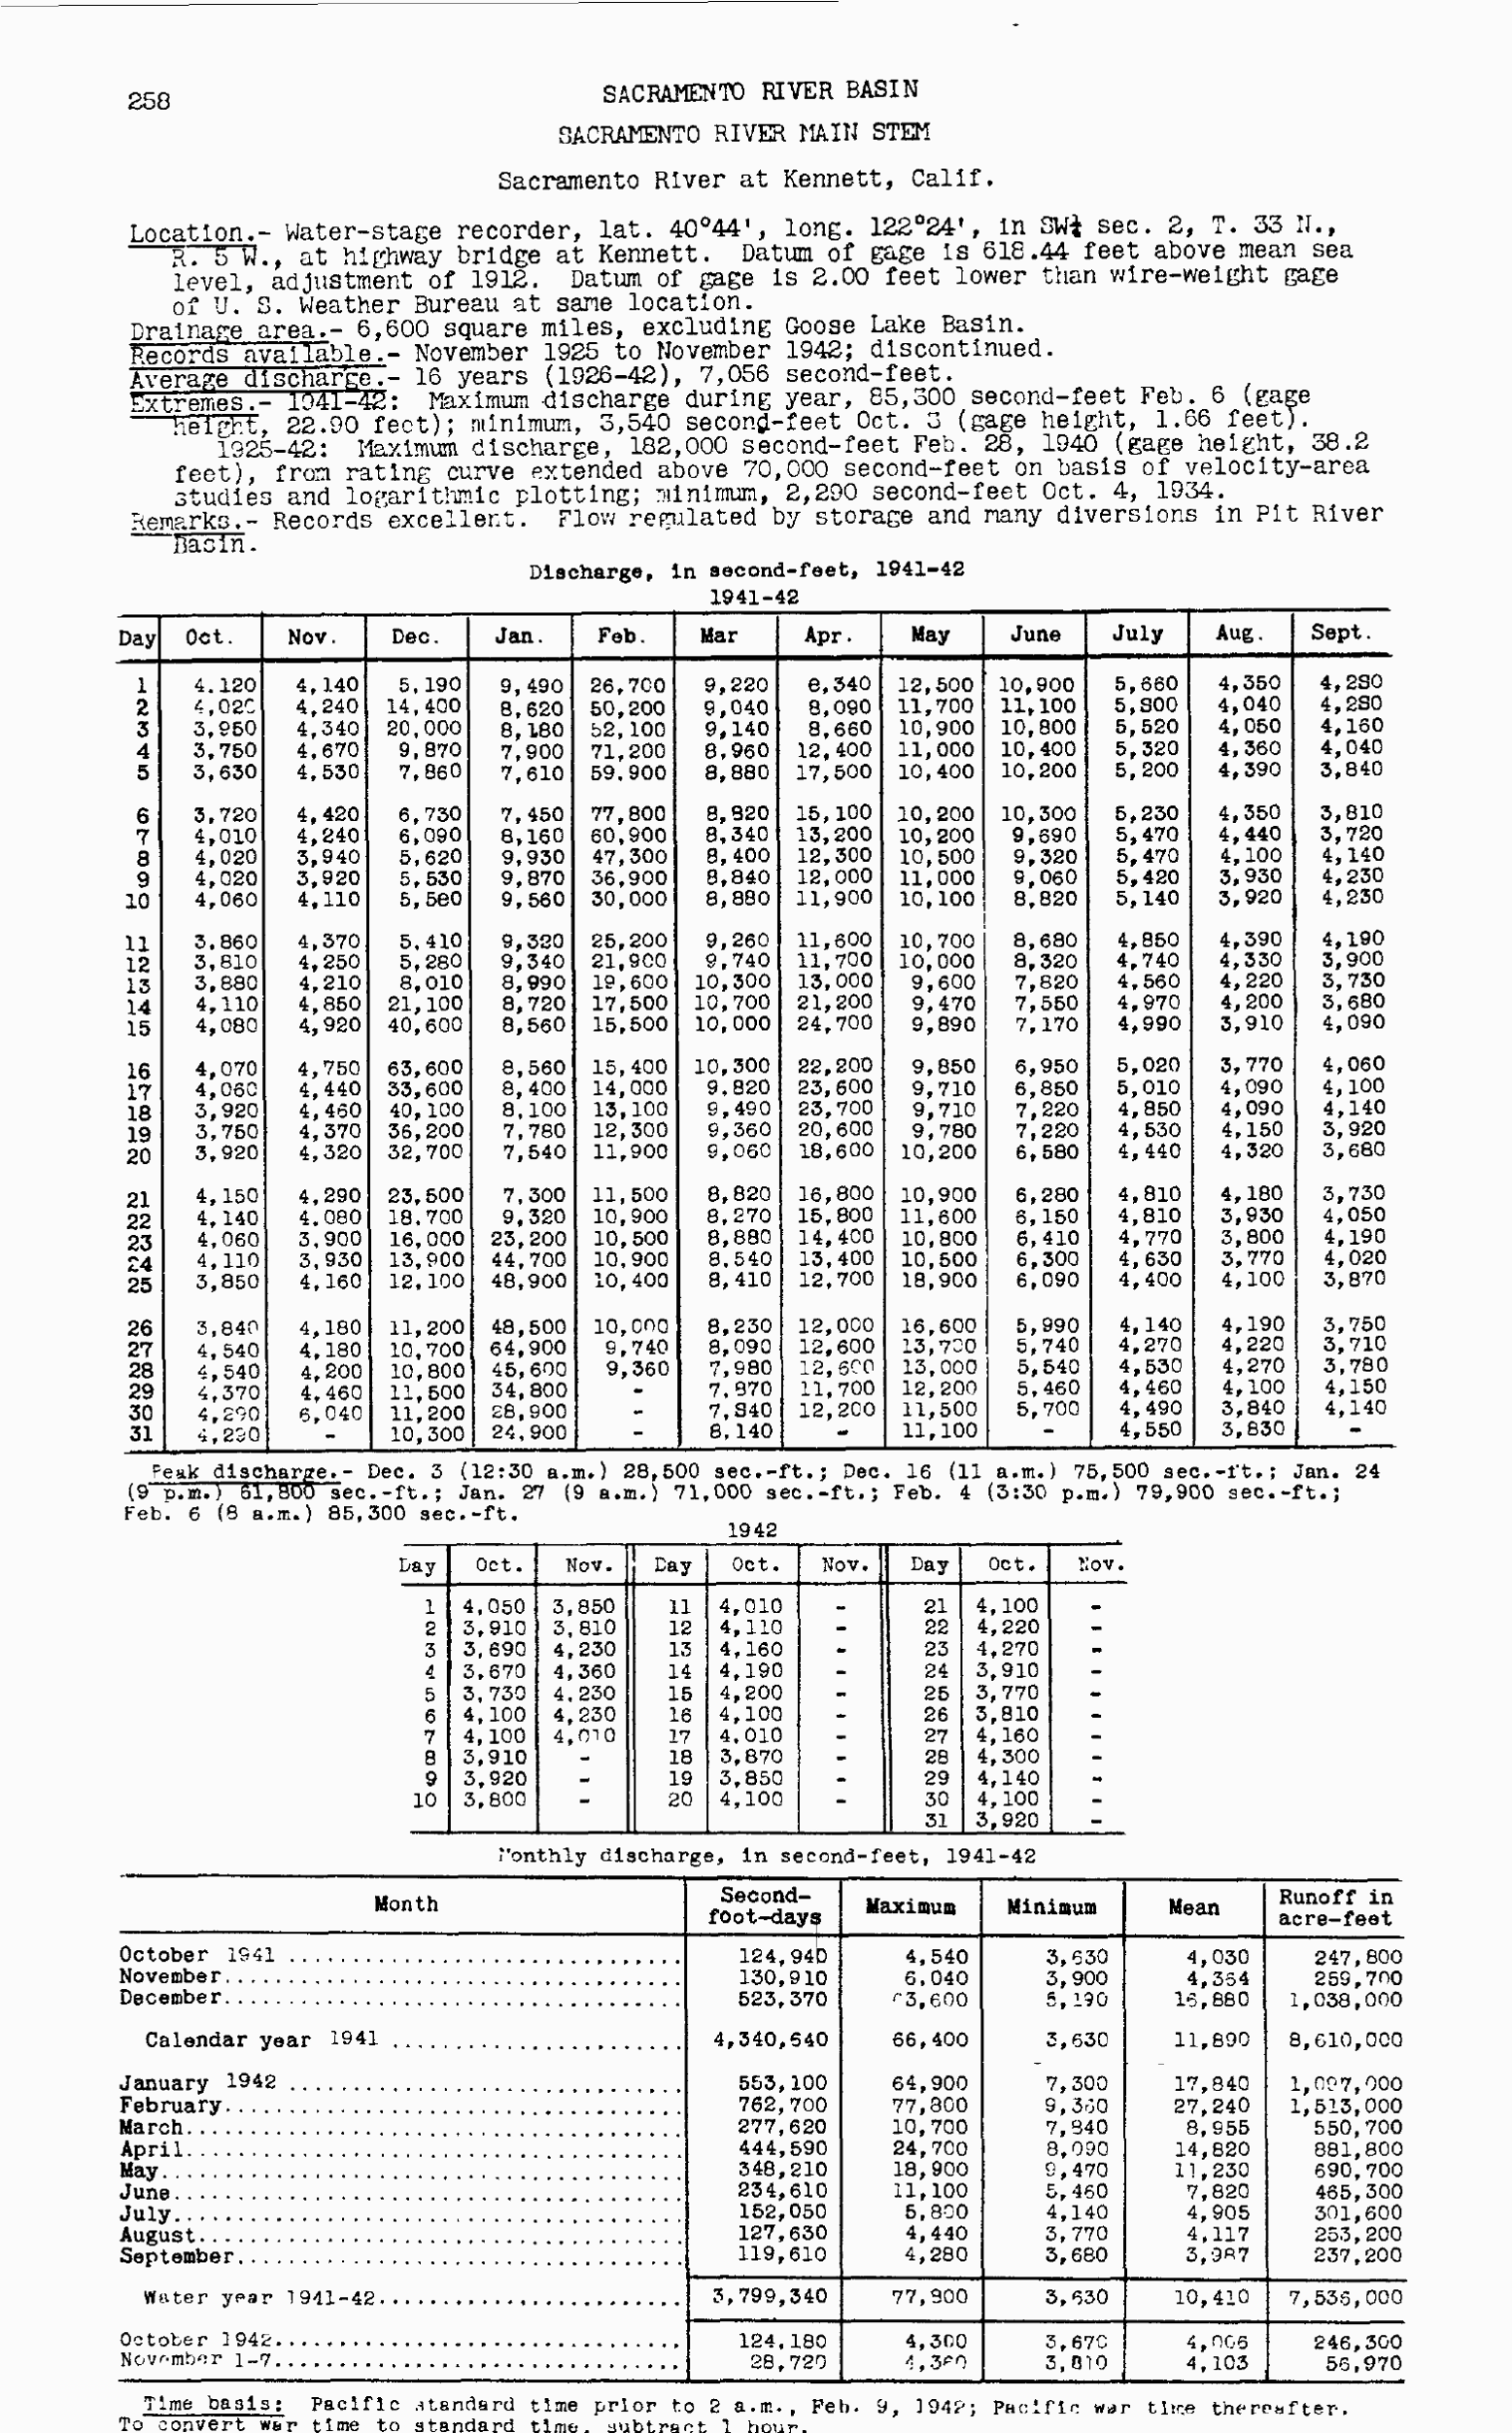 258
SACRAMENTO RIVER BASIN
SACRAMENTO RIVER MAIN STEM
Sacramento River at Kennett, Calif.
Location.- Water-stage recorder, lat. 40°44', long. 122°24', in SW¼ sec. 2, T. 33 N.,
R. 5 W., at highway bridge at Kennett. Datum of gage is 618.44 feet above mean sea
level, adjustment of 1912. Datum of gage is 2.00 feet lower than wire-weight gage
of U. S. Weather Bureau at same location.
Drainage area.- 6,600 square miles, excluding Goose Lake Basin.
Records available.- November 1925 to November 1942; discontinued.
Average discharge.- 16 years (1926-42), 7,056 second-feet.
Extremes.- 1941-42: Maximum discharge during year, 85,300 second-feet Feb. 6 (gage
height, 22.90 feet); minimum, 3,540 second-feet Oct. 3 (gage height, 1.66 feet).
1925-42: Maximum discharge, 182,000 second-feet Feb. 28, 1940 (gage height, 38.2
feet), from rating curve extended above 70,000 second-feet on basis of velocity-area
studies and logarithmic plotting; minimum, 2,290 second-feet Oct. 4, 1934.
Remarks.- Records excellent. Flow regulated by storage and many diversions in Pit River
Basin.
Discharge, in second-feet, 1941-42
1941-42
Day Oct. Nov. Dec. Jan. Feb. Mar Apr. May June July Aug. Sept.
1 4.120 4,140 5,190 9,490 26,700 9,220 8,340 12,500 10,900 5,660 4,350 4,280
2 4,020 4,240 14,400 8,620 50,200 9,040 8,090 11,700 11,100 5,800 4,040 4,280
3 3,950 4,340 20,000 8,180 52,100 9,140 8,660 10,900 10,800 5,520 4,050 4,160
4 3,750 4,670 9,870 7,900 71,200 8,960 12,400 11,000 10,400 5,320 4,360 4,040
5 3,630 4,530 7,860 7,610 59.900 8,880 17,500 10,400 10,200 5,200 4,390 3,840
6 3,720 4,420 6,730 7,450 77,800 8,820 15,100 10,200 10,300 5,230 4,350 3,810
7 4,010 4,240 6,090 8,160 60,900 8,340 13,200 10,200 9,690 5,470 4,440 3,720
8 4,020 3,940 5,620 9,930 47,300 8,400 12,300 10,500 9,320 5,470 4,100 4,140
9 4,020 3,920 5,530 9,870 36,900 8,840 12,000 11,000 9,060 5,420 3,930 4,230
10 4,060 4,110 5,580 9,560 30,000 8,880 11,900 10,100 8,820 5,140 3,920 4,230
11 3.860 4,370 5,410 9,320 25,200 9,260 11,600 10,700 8,680 4,850 4,390 4,190
12 3,810 4,250 5,280 9,340 21,900 9,740 11,700 10,000 8,320 4,740 4,330 3,900
13 3,880 4,210 8,010 8,990 19,600 10,300 13,000 9,600 7,820 4,560 4,220 3,730
14 4,110 4,850 21,100 8,720 17,500 10,700 21,200 9,470 7,550 4,970 4,200 3,680
15 4,080 4,920 40,600 8,560 15,500 10,000 24,700 9,890 7,170 4,990 3,910 4,090
16 4,070 4,750 63,600 8,560 15,400 10,300 22,200 9,850 6,950 5,020 3,770 4,060
17 4,060 4,440 33,600 8,400 14,000 9,820 23,600 9,710 6,850 5,010 4,090 4,100
18 3,920 4,460 40,100 8,100 13,100 9,490 23,700 9,710 7,220 4,850 4,090 4,140
19 3,750 4,370 36,200 7,780 12,300 9,360 20,600 9,780 7,220 4,530 4,150 3,920
20 3,920 4,320 32,700 7,540 11,900 9,060 18,600 10,200 6,580 4,440 4,320 3,680
21 4,150 4,290 23,500 7,300 11,500 8,820 16,800 10,900 6,280 4,810 4,180 3,730
22 4,140 4.080 18.700 9,320 10,900 8,270 15,800 11,600 6,150 4,810 3,930 4,050
23 4,060 3,900 16,000 23,200 10,500 8,880 14,400 10,800 6,410 4,770 3,800 4,190
24 4,110 3,930 13,900 44,700 10,900 8.540 13,400 10,500 6,300 4,630 3,770 4,020
25 3,850 4,160 12,100 48,900 10,400 8,410 12,700 18,900 6,090 4,400 4,100 3,870
26 3,840 4,180 11,200 48,500 10,000 8,230 12,000 16,600 5,990 4,140 4,190 3,750
27 4,540 4,180 10,700 64,900 9,740 8,090 12,600 13,700 5,740 4,270 4,220 3,710
28 4,540 4,200 10,800 45,600 9,360 7,980 12,600 13,000 5,540 4,530 4,270 3,780
29 4,370 4,460 11,500 34,800 - 7,870 11,700 12,200 5,460 4,460 4,100 4,150
30 4,290 6,040 11,200 28,900 - 7,840 12,200 11,500 5,700 4,490 3,840 4,140
31 4,290 - 10,300 24,900 - 8,140 - 11,100 - 4,550 3,830 -
Peak discharge.- Dec. 3 (12:30 a.m.) 28,500 sec.-ft.; Dec. 16 (11 a.m.) 75,500 sec.-ft.; Jan. 24
(9 p.m.) 61,800 sec.-ft.; Jan. 27 (9 a.m.) 71,000 sec.-ft.; Feb. 4 (3:30 p.m.) 79,900 sec.-ft.;
Feb. 6 (8 a.m.) 85,300 sec.-ft.
1942
Day Oct. Nov. Day Oct. Nov. Day Oct. Nov.
1 4,050 3,850 11 4,010 - 21 4,100 -
2 3,910 3,810 12 4,110 - 22 4,220 -
3 3,690 4,230 13 4,160 - 23 4,270 -
4 3,670 4,360 14 4,190 - 24 3,910 -
5 3,730 4,230 15 4,200 - 25 3,770 -
6 4,100 4,230 16 4,100 - 26 3,810 -
7 4,100 4,010 17 4,010 - 27 4,160 -
8 3,910 - 18 3,870 - 28 4,300 -
9 3,920 - 19 3,850 - 29 4,140 -
10 3,800 - 20 4,100 - 30 4,100 -
31 3,920 -
Monthly discharge, in second-feet, 1941-42
Month Second-foot-days Maximum Minimum Mean Runoff in acre-feet
October 1941 124,940 4,540 3,630 4,030 247,800
November 130,910 6,040 3,900 4,364 259,700
December 523,370 63,600 5,190 16,880 1,038,000
Calendar year 1941 4,340,640 66,400 3,630 11,890 8,610,000
January 1942 553,100 64,900 7,300 17,840 1,097,000
February 762,700 77,800 9,360 27,240 1,513,000
March 277,620 10,700 7,840 8,955 550,700
April 444,590 24,700 8,090 14,820 881,800
May 348,210 18,900 9,470 11,230 690,700
June 234,610 11,100 5,460 7,820 465,300
July 152,050 5,800 4,140 4,905 301,600
August 127,630 4,440 3,770 4,117 253,200
September 119,610 4,280 3,680 3,987 237,200
Water year 1941-42 3,799,340 77,800 3,630 10,410 7,536,000
October 1942 124,180 4,300 3,670 4,006 246,300
November 1-7 28,720 4,360 3,810 4,103 56,970
Time basis: Pacific standard time prior to 2 a.m., Feb. 9, 1942; Pacific war time thereafter.
To convert war time to standard time, subtract 1 hour.